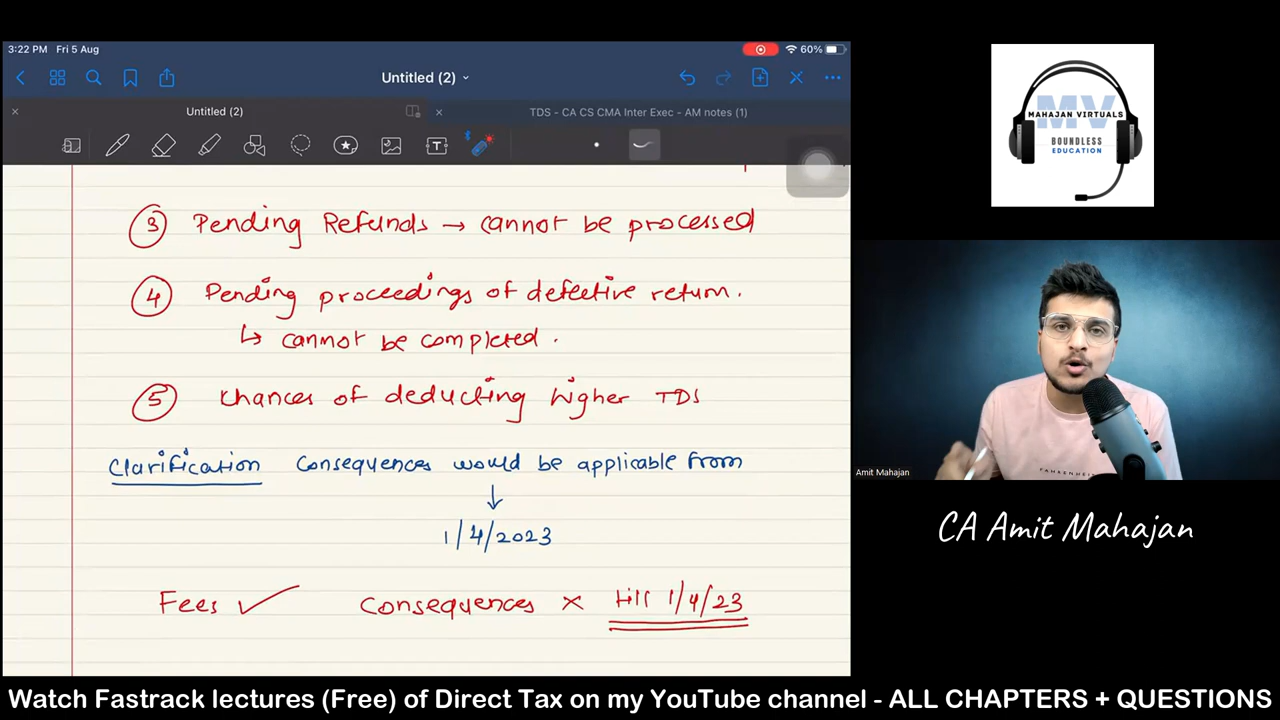 3:22 PM Fri 5 Aug
60%
Untitled (2)
Untitled (2)
TDS - CA CS CMA Inter Exec - AM notes (1)
3 Pending Refunds → cannot be processed
4 Pending proceedings of defective return.
↳ cannot be completed.
5 Chances of deducting higher TDS
Clarification Consequences would be applicable from
↓
1/4/2023
Fees ✓ Consequences × till 1/4/23
MV
MAHAJAN VIRTUALS
BOUNDLESS
EDUCATION
Amit Mahajan
CA Amit Mahajan
Watch Fastrack lectures (Free) of Direct Tax on my YouTube channel - ALL CHAPTERS + QUESTIONS